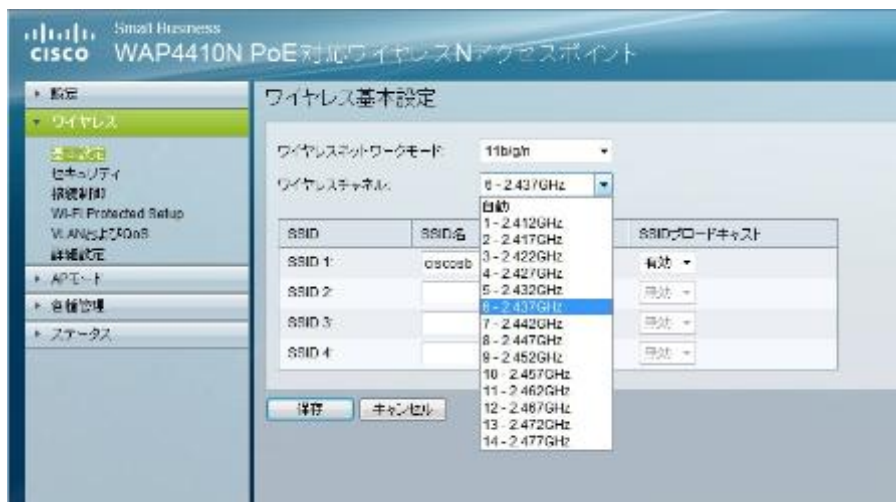 Small Business
CISCO WAP4410N PoE対応ワイヤレスNアクセスポイント
設定
ワイヤレス
基本設定
セキュリティ
接続制御
Wi-Fi Protected Setup
VLANおよびQoS
詳細設定
APモード
各種管理
ステータス
ワイヤレス基本設定
ワイヤレスネットワークモード: 11b/g/n
ワイヤレスチャネル: 6 - 2.437GHz
自動
1 - 2.412GHz
2 - 2.417GHz
3 - 2.422GHz
4 - 2.427GHz
5 - 2.432GHz
6 - 2.437GHz
7 - 2.442GHz
8 - 2.447GHz
9 - 2.452GHz
10 - 2.457GHz
11 - 2.462GHz
12 - 2.467GHz
13 - 2.472GHz
14 - 2.477GHz
SSID SSID名 SSIDブロードキャスト
SSID 1: ciscosb 有効
SSID 2: 無効
SSID 3: 無効
SSID 4: 無効
保存 キャンセル